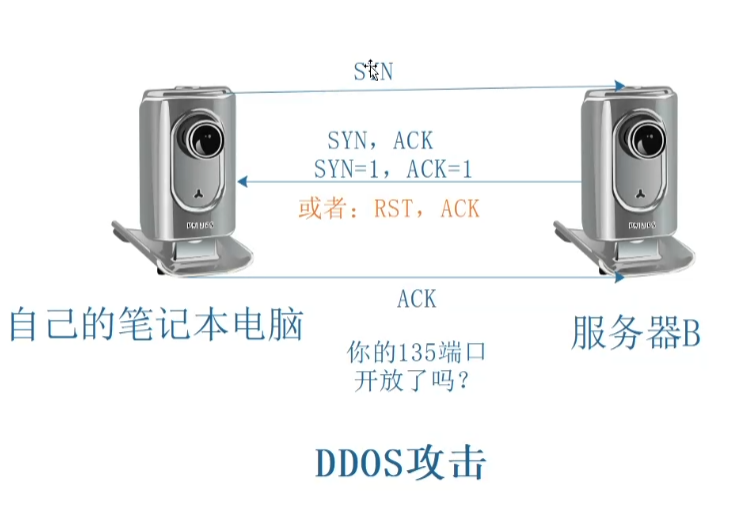 SYN
SYN，ACK
SYN=1，ACK=1
或者：RST，ACK
ACK
自己的笔记本电脑
服务器B
你的135端口
开放了吗？
DDOS攻击